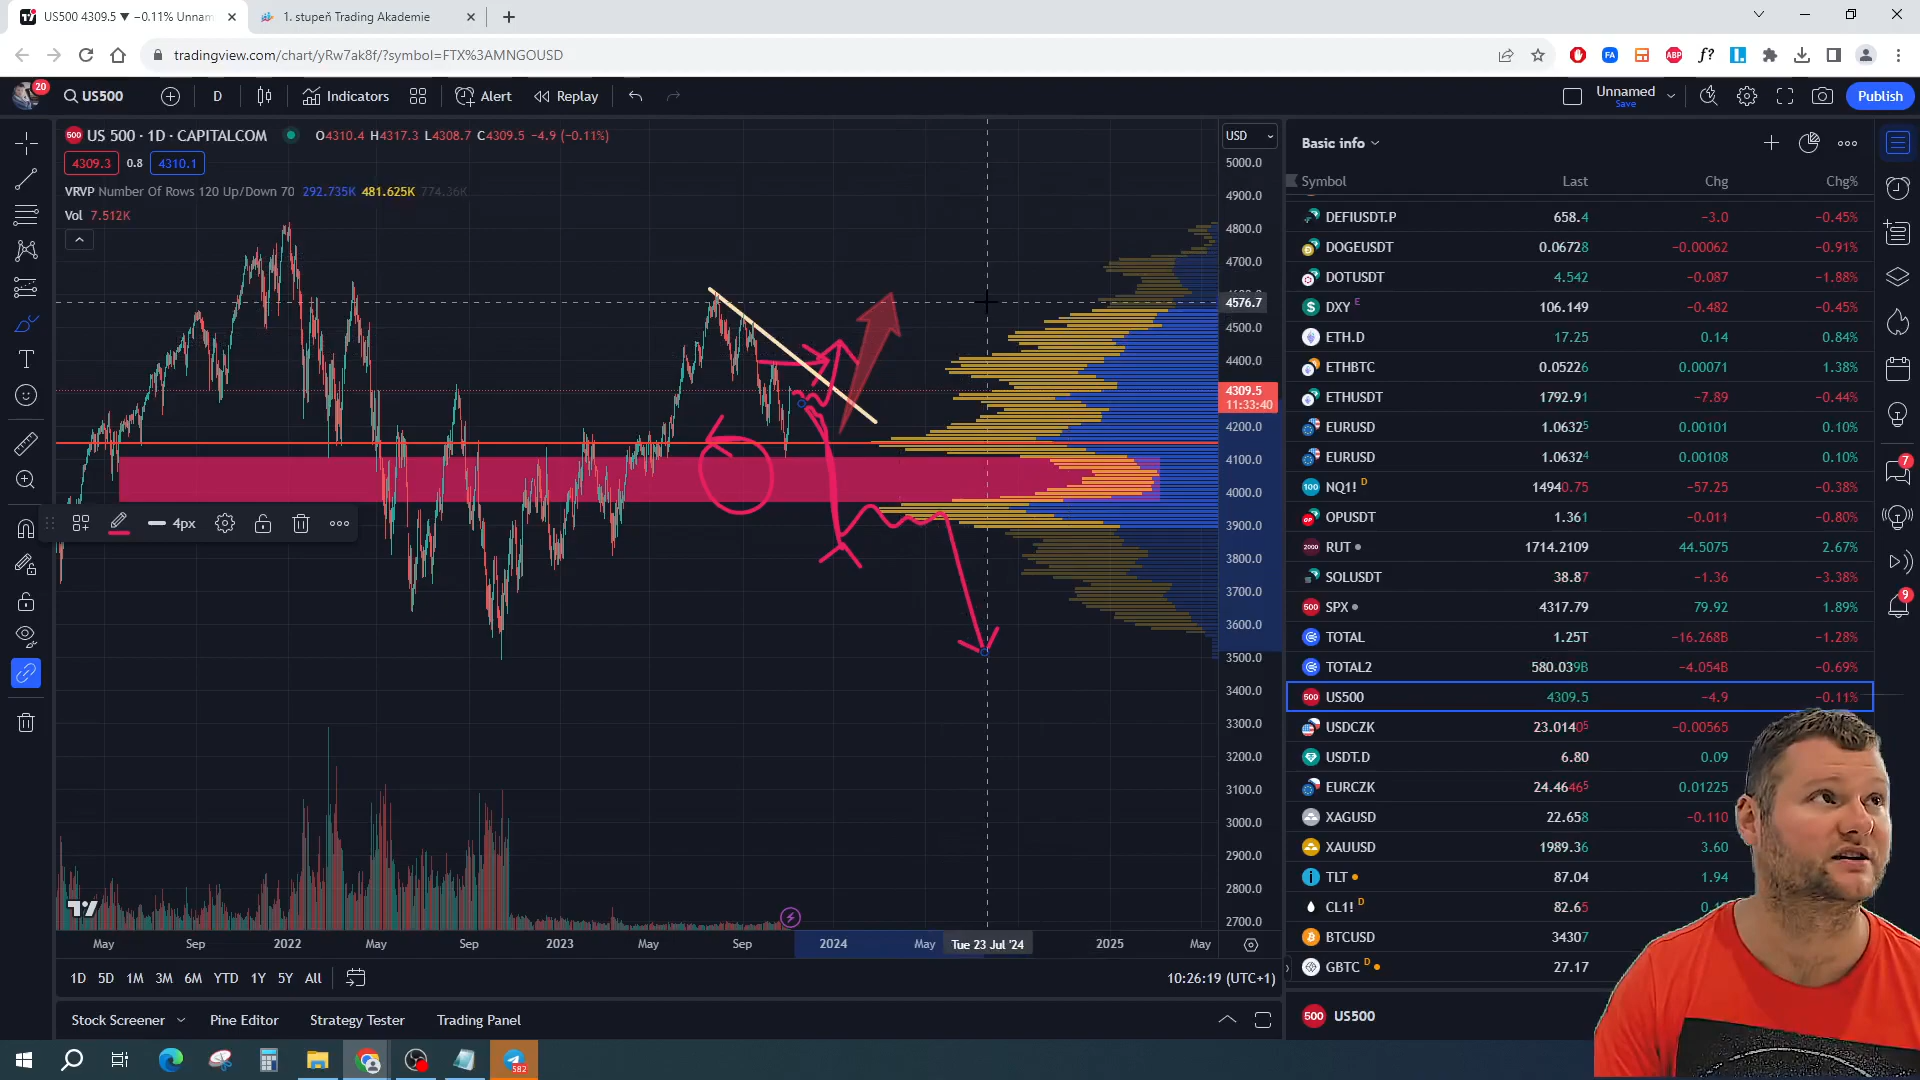 US500 4309.5 ▼ −0.11% Unnam
1. stupeň Trading Akademie
tradingview.com/chart/yRw7ak8f/?symbol=FTX%3AMNGOUSD
20
US500
D
Indicators
Alert
Replay
Unnamed
Save
Publish
500 US 500 · 1D · CAPITALCOM O4310.4 H4317.3 L4308.7 C4309.5 −4.9 (−0.11%)
4309.3 0.8 4310.1
VRVP Number Of Rows 120 Up/Down 70 292.735K 481.625K 774.36K
Vol 7.512K
USD
5000.0
4900.0
4800.0
4700.0
4576.7
4500.0
4400.0
4309.5
11:33:40
4200.0
4100.0
4000.0
3900.0
3800.0
3700.0
3600.0
3500.0
3400.0
3300.0
3200.0
3100.0
3000.0
2900.0
2800.0
2700.0
4px
May Sep 2022 May Sep 2023 May Sep 2024 May Tue 23 Jul '24 2025 May
1D 5D 1M 3M 6M YTD 1Y 5Y All
10:26:19 (UTC+1)
Stock Screener Pine Editor Strategy Tester Trading Panel
Basic info
Symbol Last Chg Chg%
DEFIUSDT.P 658.4 −3.0 −0.45%
DOGEUSDT 0.06728 −0.00062 −0.91%
DOTUSDT 4.542 −0.087 −1.88%
DXY E 106.149 −0.482 −0.45%
ETH.D 17.25 0.14 0.84%
ETHBTC 0.05226 0.00071 1.38%
ETHUSDT 1792.91 −7.89 −0.44%
EURUSD 1.06325 0.00101 0.10%
EURUSD 1.06324 0.00108 0.10%
NQ1! D 14940.75 −57.25 −0.38%
OPUSDT 1.361 −0.011 −0.80%
RUT 1714.2109 44.5075 2.67%
SOLUSDT 38.87 −1.36 −3.38%
SPX 4317.79 79.92 1.89%
TOTAL 1.25T −16.268B −1.28%
TOTAL2 580.039B −4.054B −0.69%
US500 4309.5 −4.9 −0.11%
USDCZK 23.01405 −0.00565
USDT.D 6.80 0.09
EURCZK 24.46465 0.01225
XAGUSD 22.658 −0.110
XAUUSD 1989.36 3.60
TLT 87.04 1.94
CL1! D 82.65
BTCUSD 34307
GBTC D 27.17
500 US500
7
9
582